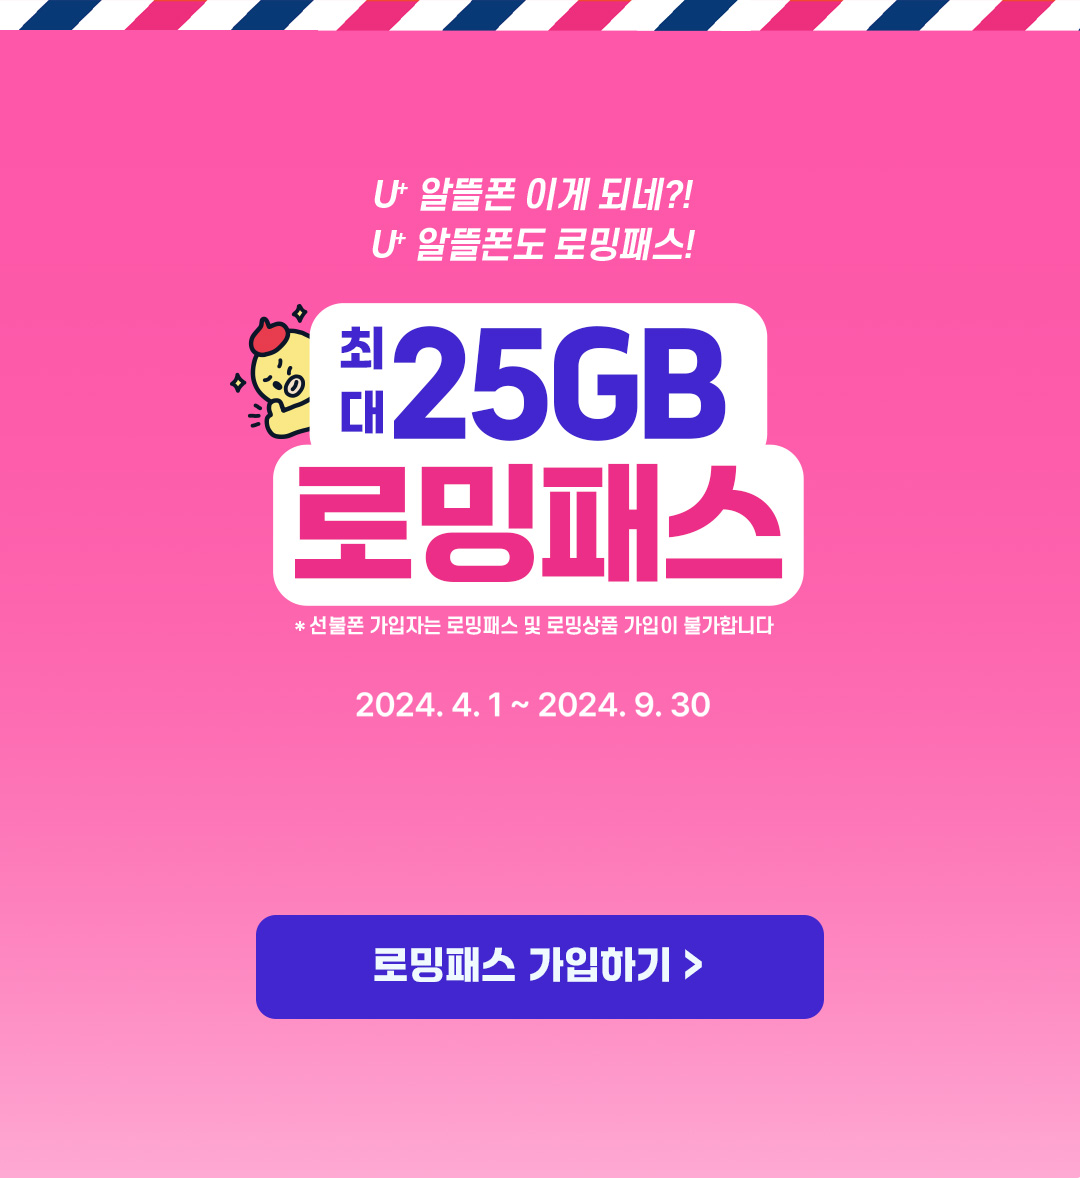 U+ 알뜰폰 이게 되네?!
U+ 알뜰폰도 로밍패스!
최대 25GB
로밍패스
* 선불폰 가입자는 로밍패스 및 로밍상품 가입이 불가합니다
2024. 4. 1 ~ 2024. 9. 30
로밍패스 가입하기 >